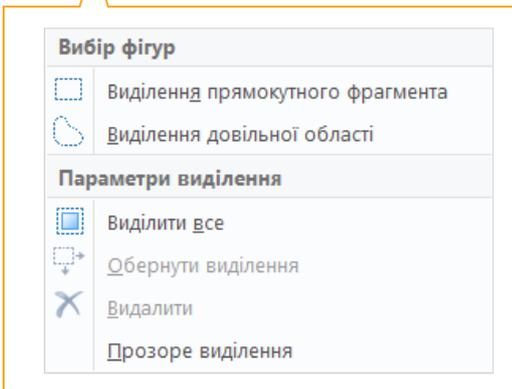 Вибір фігур
Виділення прямокутного фрагмента
Виділення довільної області
Параметри виділення
Виділити все
Обернути виділення
Видалити
Прозоре виділення